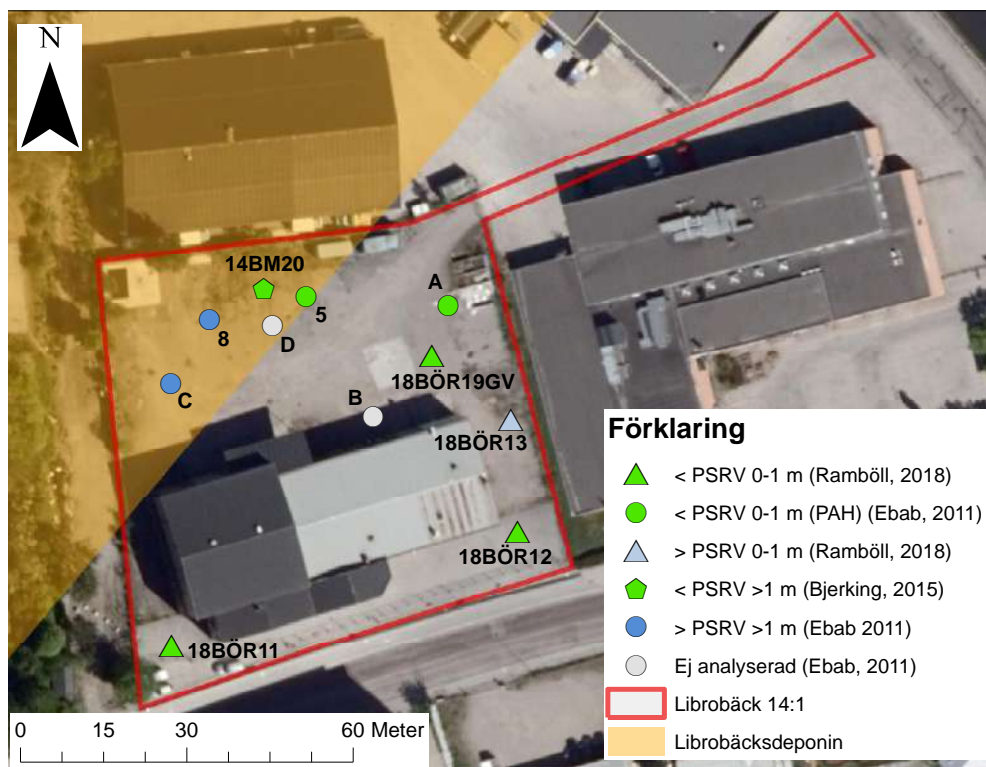 N
14BM20
A
5
8
D
18BÖR19GV
C
B
18BÖR13
18BÖR12
18BÖR11
0 30 60 Meter
Förklaring
< PSRV 0-1 m (Ramböll, 2018)
< PSRV 0-1 m (PAH) (Ebab, 2011)
> PSRV 0-1 m (Ramböll, 2018)
< PSRV >1 m (Bjerking, 2015)
> PSRV >1 m (Ebab 2011)
Ej analyserad (Ebab, 2011)
Librobäck 14:1
Librobäcksdeponin